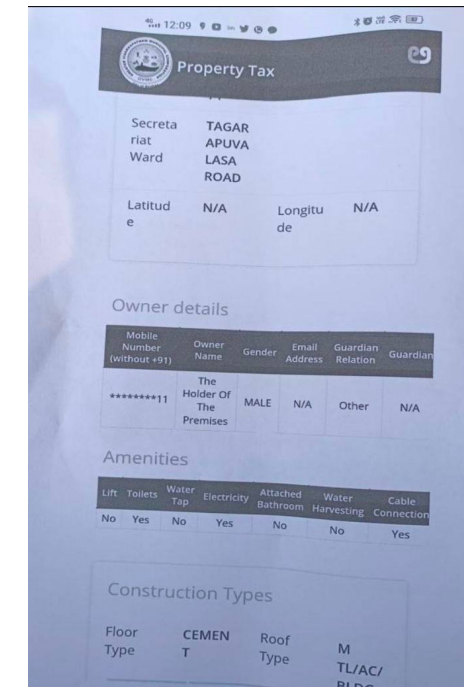 4G 12:09
Property Tax
Secreta
riat
Ward
TAGAR
APUVA
LASA
ROAD
Latitud
e
N/A
Longitu
de
N/A
Owner details
Mobile
Number
(without +91)
Owner
Name
Gender
Email
Address
Guardian
Relation
Guardian
********11
The
Holder Of
The
Premises
MALE
N/A
Other
N/A
Amenities
Lift
Toilets
Water
Tap
Electricity
Attached
Bathroom
Water
Harvesting
Cable
Connection
No
Yes
No
Yes
No
No
Yes
Construction Types
Floor
Type
CEMEN
T
Roof
Type
M
TL/AC/